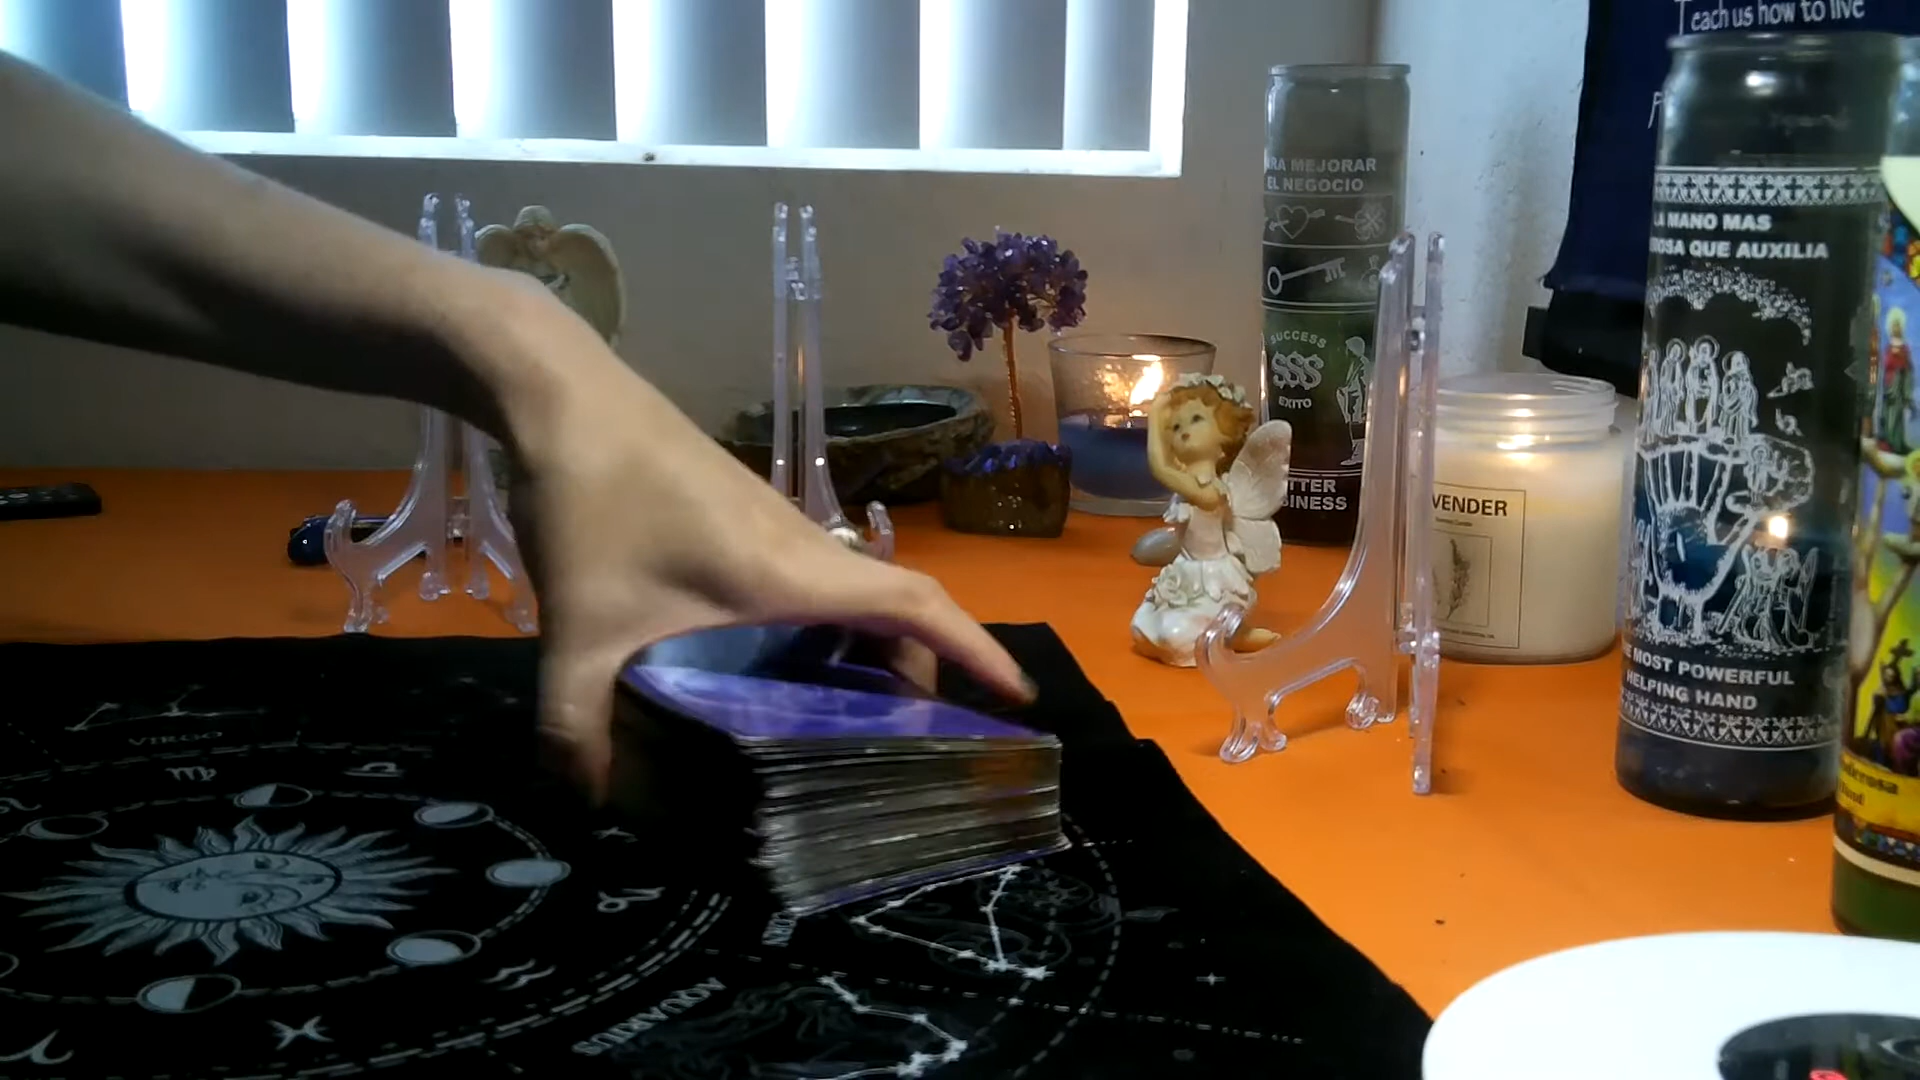 Teach us how to live
RA MEJORAR
EL NEGOCIO
SUCCESS
$$$
EXITO
TTER
SINESS
VENDER
LA MANO MAS
ROSA QUE AUXILIA
MOST POWERFUL
HELPING HAND
VIRGO
AQUARIUS